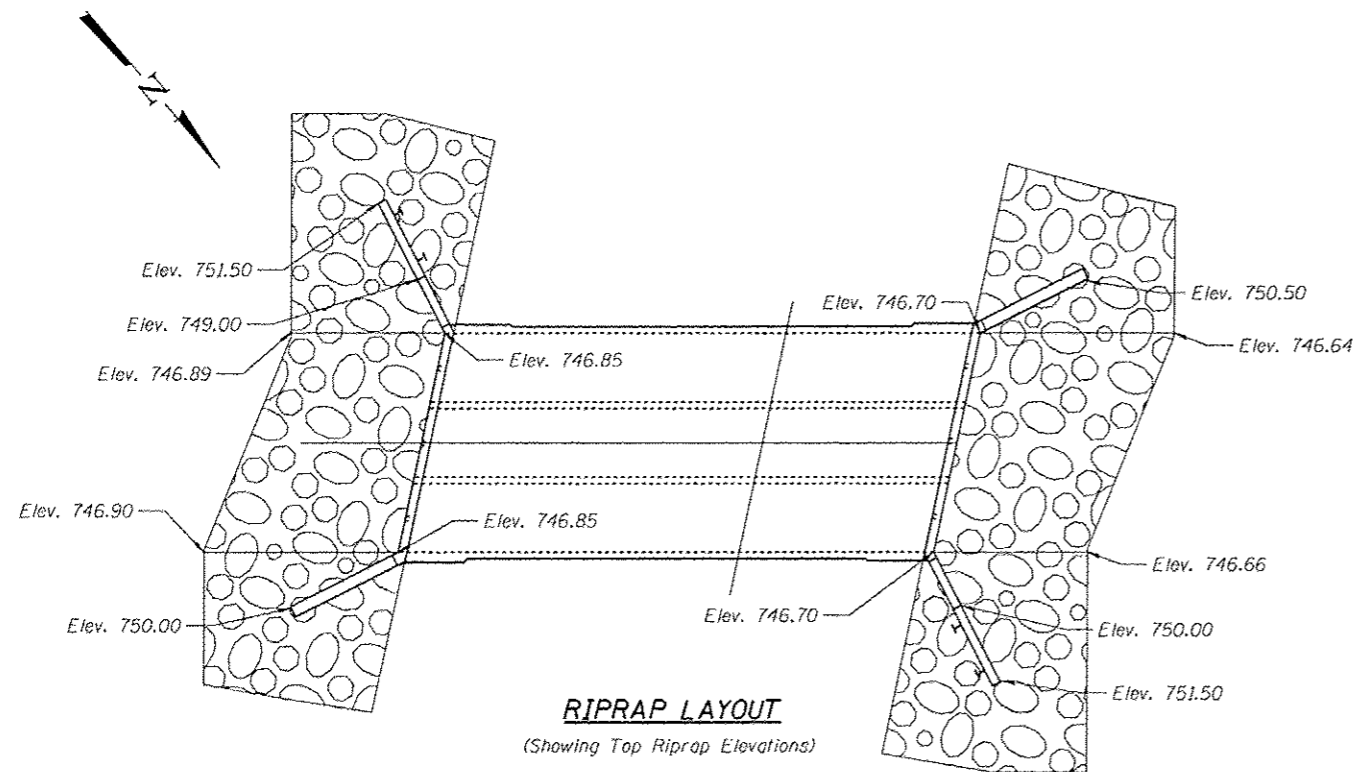 N
Elev. 751.50
Elev. 749.00
Elev. 746.89
Elev. 746.85
Elev. 746.70
Elev. 750.50
Elev. 746.64
Elev. 746.90
Elev. 746.85
Elev. 750.00
Elev. 746.70
Elev. 746.66
Elev. 750.00
Elev. 751.50
RIPRAP LAYOUT
(Showing Top Riprap Elevations)